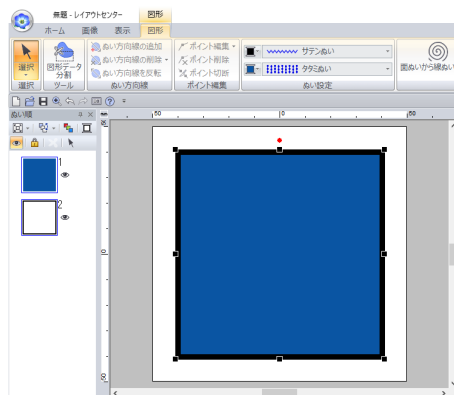 無題 - レイアウトセンター 図形
ホーム 画像 表示 図形
選択
図形データ分割
ぬい方向線の追加
ぬい方向線の削除
ぬい方向線を反転
ポイント編集
ポイント削除
ポイント切断
サテンぬい
タタミぬい
面ぬいから線ぬい
選択 ツール ぬい方向線 ポイント編集 ぬい設定
ぬい順
50 0 50
1
2
0
50